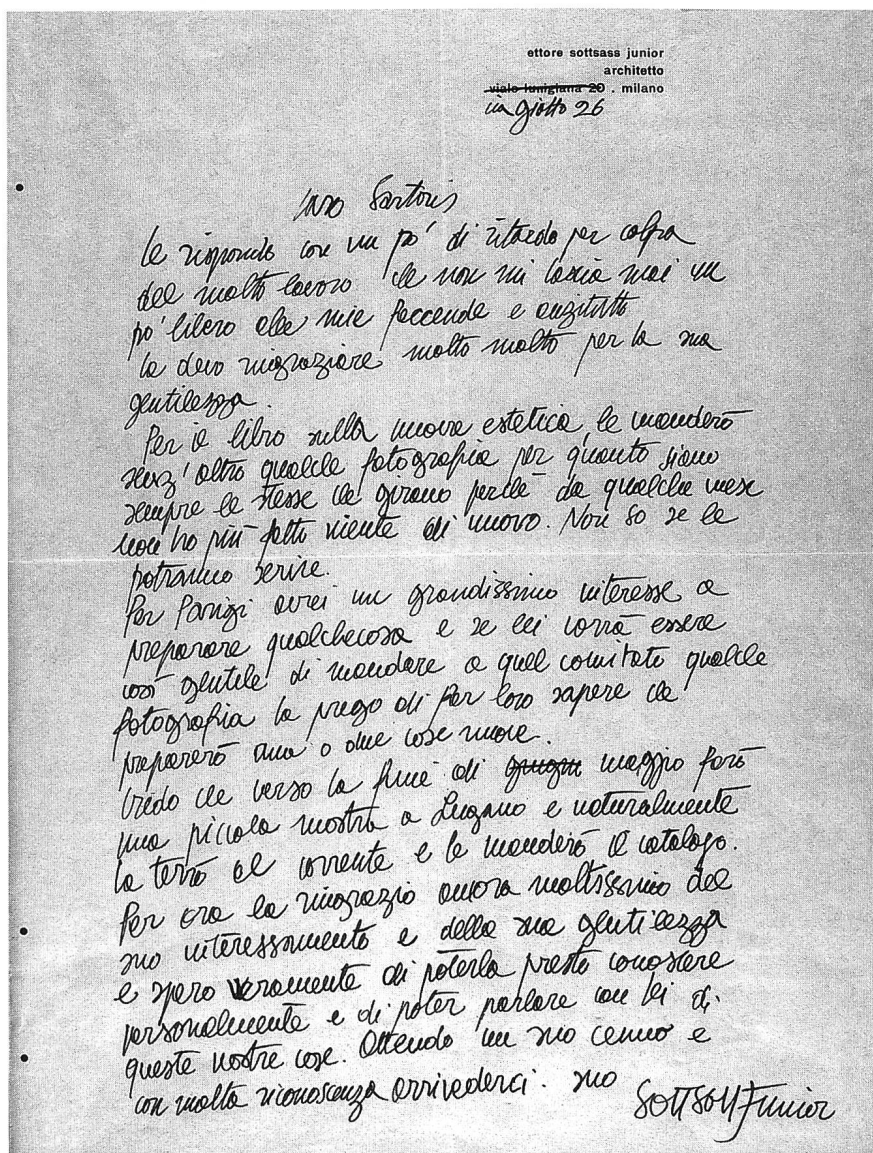 ettore sottsass junior
architetto
viale lunigiana 20 . milano
via giotto 26
Caro Sartoris
le rispondo con un po' di ritardo per colpa
del molto lavoro che non mi lascia mai un
po' libero alle mie faccende e anzitutto
la devo ringraziare molto molto per la sua
gentilezza.
Per il libro sulla nuova estetica, le manderò
senz'altro qualche fotografia per quanto siano
sempre le stesse che girano perché da qualche mese
non ho più fatto niente di nuovo. Non so se le
potranno servire.
Per Parigi avrei un grandissimo interesse a
preparare qualchecosa e se lei vorrà essere
così gentile di mandare a quel comitato qualche
fotografia la prego di far loro sapere che
preparerò una o due cose nuove.
Credo che verso la fine di giugno maggio farò
una piccola mostra a Lugano e naturalmente
la terrò al corrente e le manderò il catalogo.
Per ora la ringrazio ancora moltissimo del
suo interessamento e della sua gentilezza
e spero veramente di poterla presto conoscere
personalmente e di poter parlare con lei di
queste nostre cose. Attendo un suo cenno e
con molta riconoscenza arrivederci. suo
Sottsass Junior